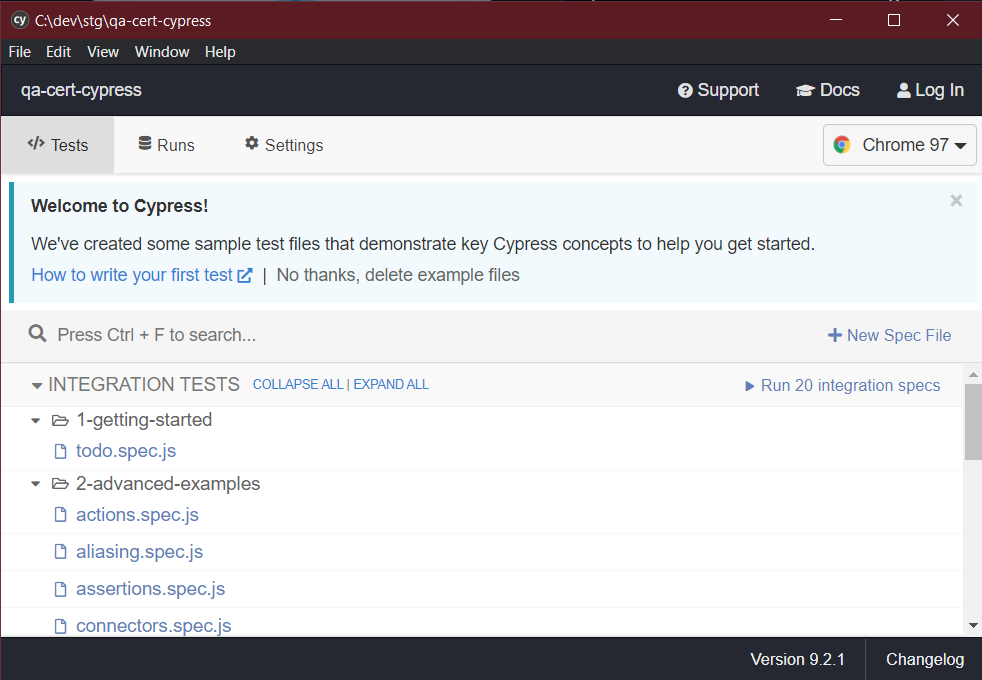 cy C:\dev\stg\qa-cert-cypress
File Edit View Window Help
qa-cert-cypress Support Docs Log In
Tests Runs Settings Chrome 97
Welcome to Cypress!
We've created some sample test files that demonstrate key Cypress concepts to help you get started.
How to write your first test | No thanks, delete example files
Press Ctrl + F to search... New Spec File
INTEGRATION TESTS COLLAPSE ALL | EXPAND ALL Run 20 integration specs
1-getting-started
todo.spec.js
2-advanced-examples
actions.spec.js
aliasing.spec.js
assertions.spec.js
connectors.spec.js
Version 9.2.1 Changelog